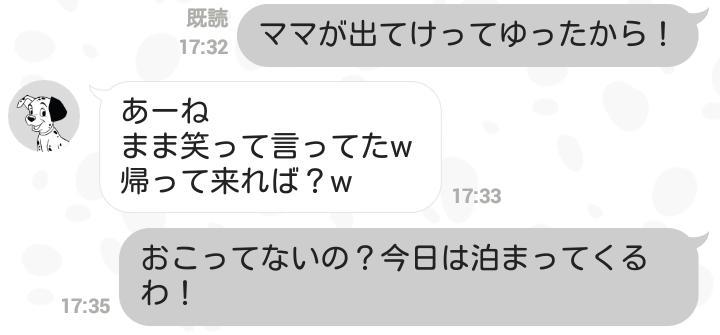 既読
17:32
ママが出てけってゆったから！
あーね
まま笑って言ってたw
帰って来れば？w
17:33
おこってないの？今日は泊まってくる
わ！
17:35